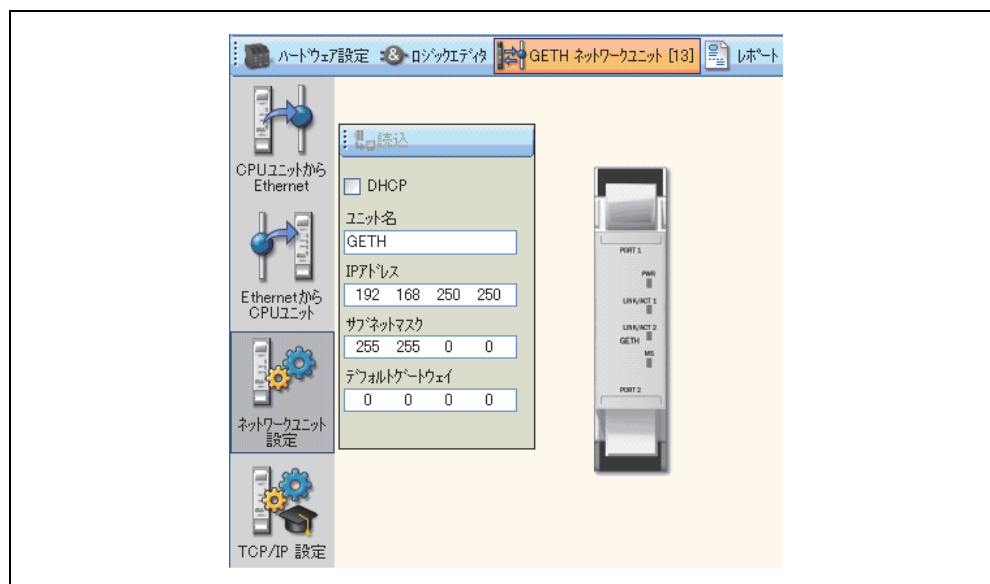 ハードウェア設定 ロジックエディタ GETH ネットワークユニット [13] レポート
CPUユニットから
Ethernet
Ethernetから
CPUユニット
ネットワークユニット
設定
TCP/IP 設定
読込
DHCP
ユニット名
GETH
IPアドレス
192 168 250 250
サブネットマスク
255 255 0 0
デフォルトゲートウェイ
0 0 0 0
PORT 1
PWR
LINK/ACT 1
LINK/ACT 2
GETH
MS
PORT 2